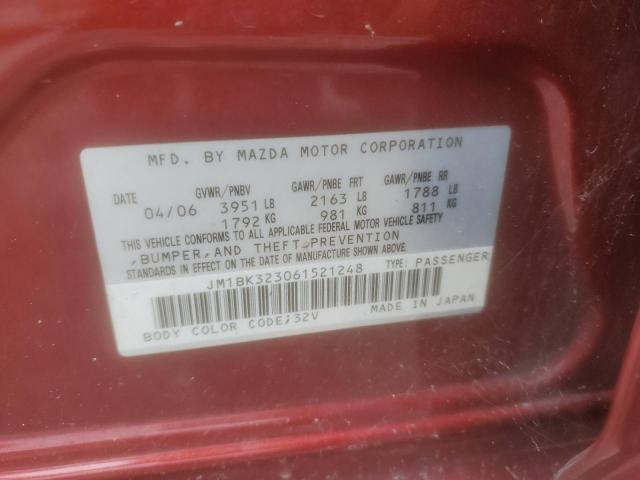 MFD. BY MAZDA MOTOR CORPORATION
DATE GVWR/PNBV GAWR/PNBE FRT GAWR/PNBE RR
04/06 3951 LB 2163 LB 1788 LB
1792 KG 981 KG 811 KG
THIS VEHICLE CONFORMS TO ALL APPLICABLE FEDERAL MOTOR VEHICLE SAFETY
,BUMPER,AND THEFT PREVENTION
STANDARDS IN EFFECT ON THE DATE OF MANUFACTURE SHOWN ABOVE.
JM1BK323061521248 TYPE: PASSENGER
BODY COLOR CODE;32V MADE IN JAPAN